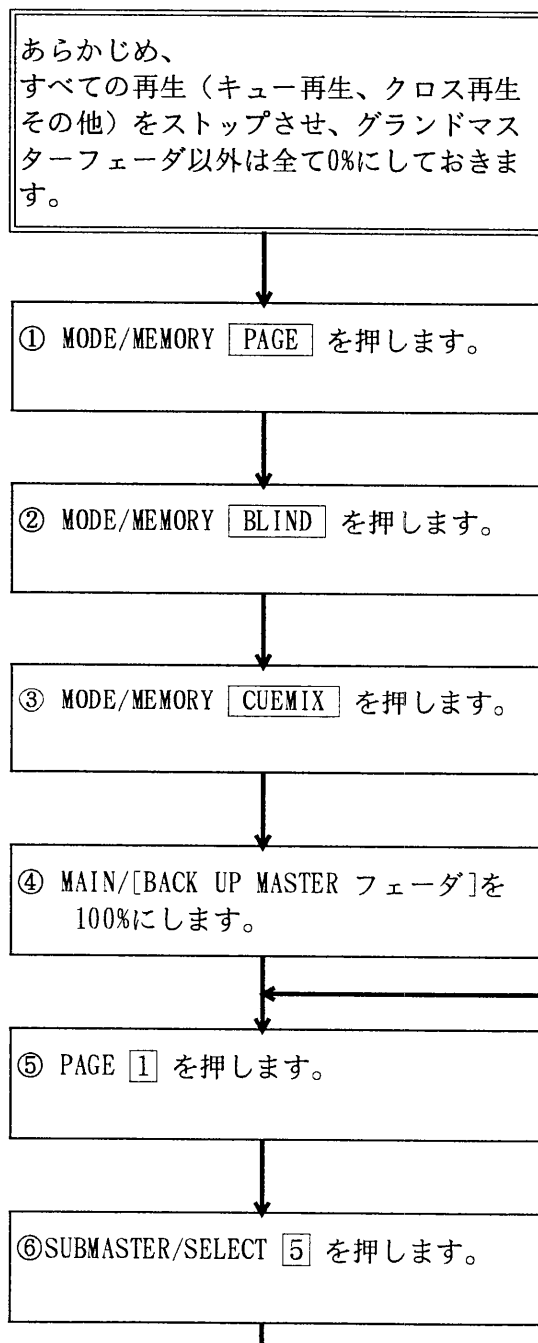 あらかじめ、
すべての再生（キュー再生、クロス再生
その他）をストップさせ、グランドマス
ターフェーダ以外は全て0%にしておきま
す。
① MODE/MEMORY PAGE を押します。
② MODE/MEMORY BLIND を押します。
③ MODE/MEMORY CUEMIX を押します。
④ MAIN/[BACK UP MASTER フェーダ]を
100%にします。
⑤ PAGE 1 を押します。
⑥SUBMASTER/SELECT 5 を押します。